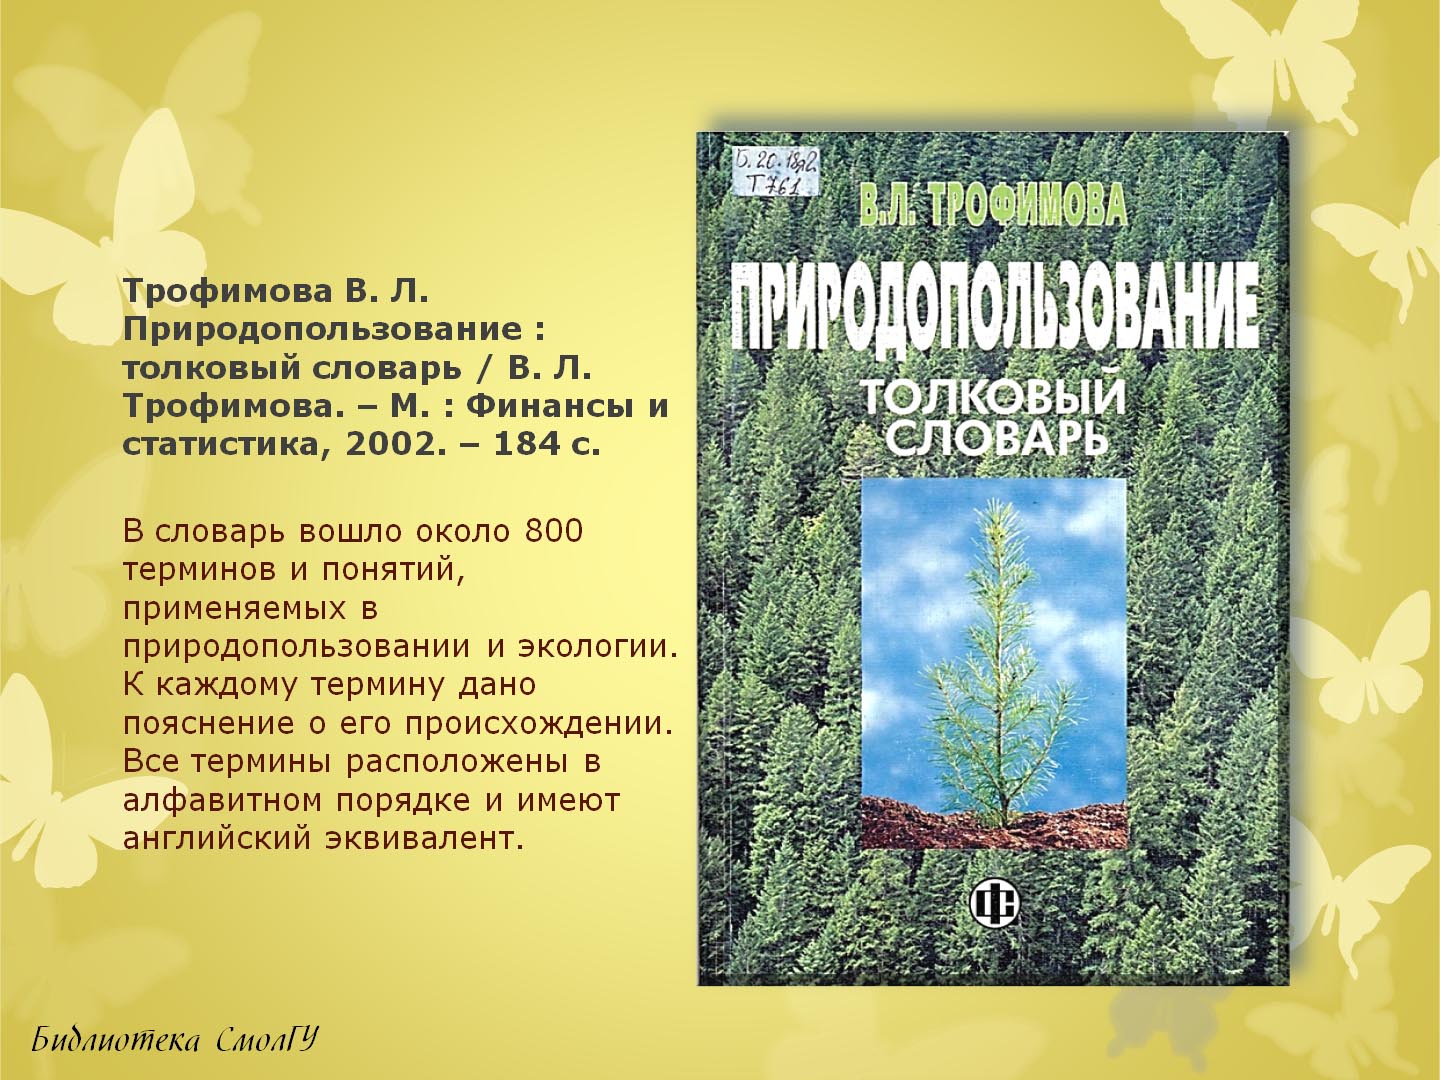 Трофимова В. Л.
Природопользование :
толковый словарь / В. Л.
Трофимова. – М. : Финансы и
статистика, 2002. – 184 с.
В словарь вошло около 800
терминов и понятий,
применяемых в
природопользовании и экологии.
К каждому термину дано
пояснение о его происхождении.
Все термины расположены в
алфавитном порядке и имеют
английский эквивалент.
Б. 20.1я2
Т 761
В.Л. ТРОФИМОВА
ПРИРОДОПОЛЬЗОВАНИЕ
ТОЛКОВЫЙ
СЛОВАРЬ
Библиотека СмолГУ